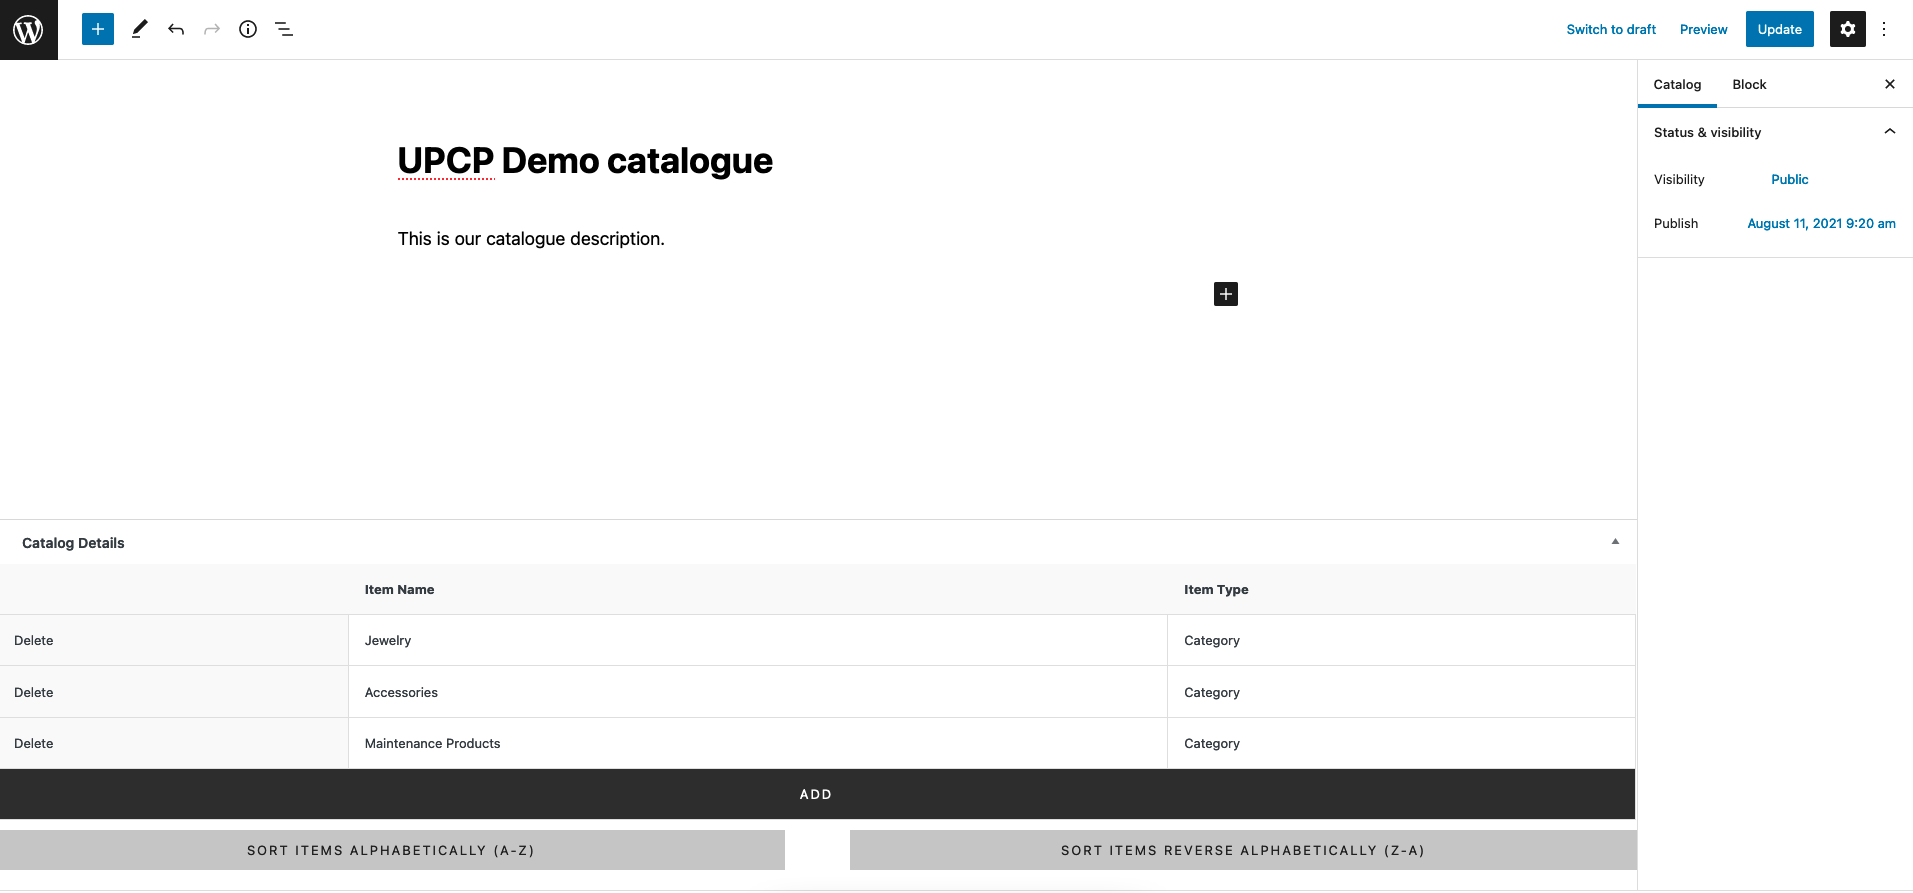 Switch to draft Preview Update
Catalog Block
Status & visibility
Visibility Public
Publish August 11, 2021 9:20 am
UPCP Demo catalogue
This is our catalogue description.
Catalog Details
Item Name Item Type
Delete Jewelry Category
Delete Accessories Category
Delete Maintenance Products Category
ADD
SORT ITEMS ALPHABETICALLY (A-Z) SORT ITEMS REVERSE ALPHABETICALLY (Z-A)